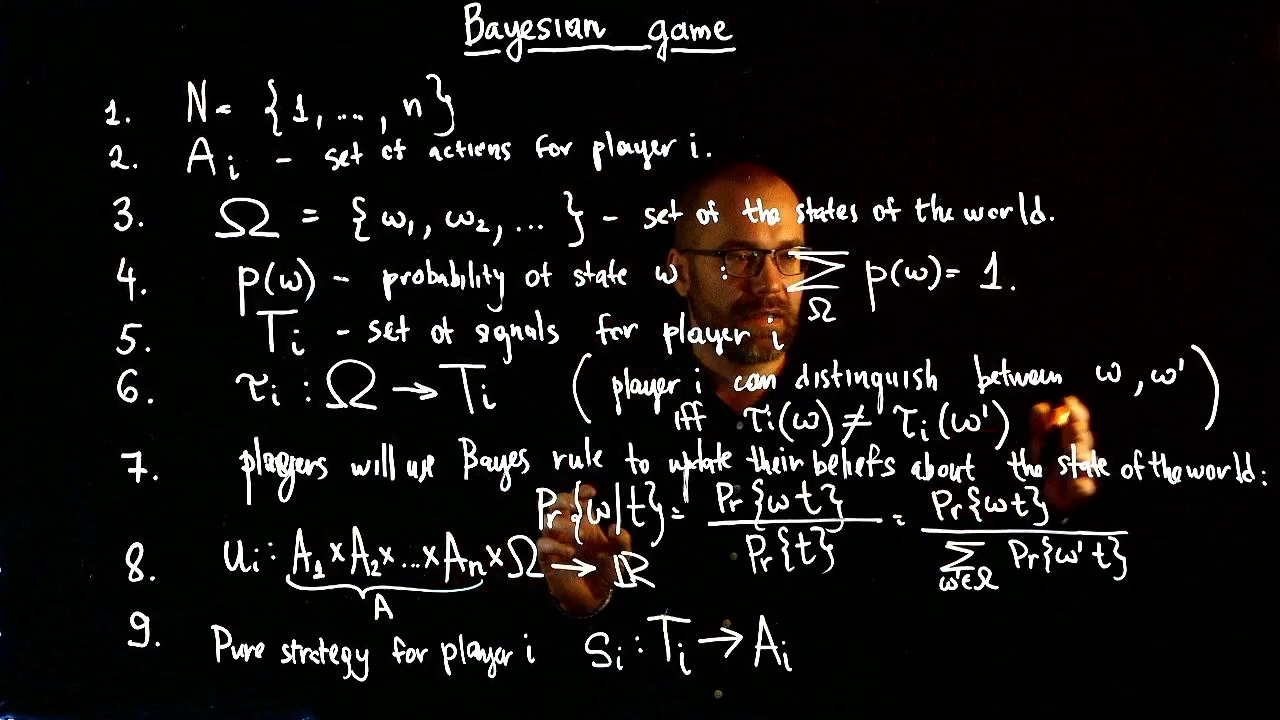 Bayesian game
1. N = {1, ..., n}
2. Aᵢ - set of actions for player i.
3. Ω = {ω₁, ω₂, ...} - set of the states of the world.
4. p(ω) - probability of state ω : ∑_Ω p(ω) = 1.
5. Tᵢ - set of signals for player i
6. τᵢ : Ω → Tᵢ (player i can distinguish between ω, ω'
iff τᵢ(ω) ≠ τᵢ(ω'))
7. players will use Bayes rule to update their beliefs about the state of the world:
Pr{ω|t} = Pr{ωt} / Pr{t} = Pr{ωt} / ∑_{ω'∈Ω} Pr{ω't}
8. uᵢ : A₁ × A₂ × ... × Aₙ × Ω → ℝ
A
9. Pure strategy for player i sᵢ : Tᵢ → Aᵢ